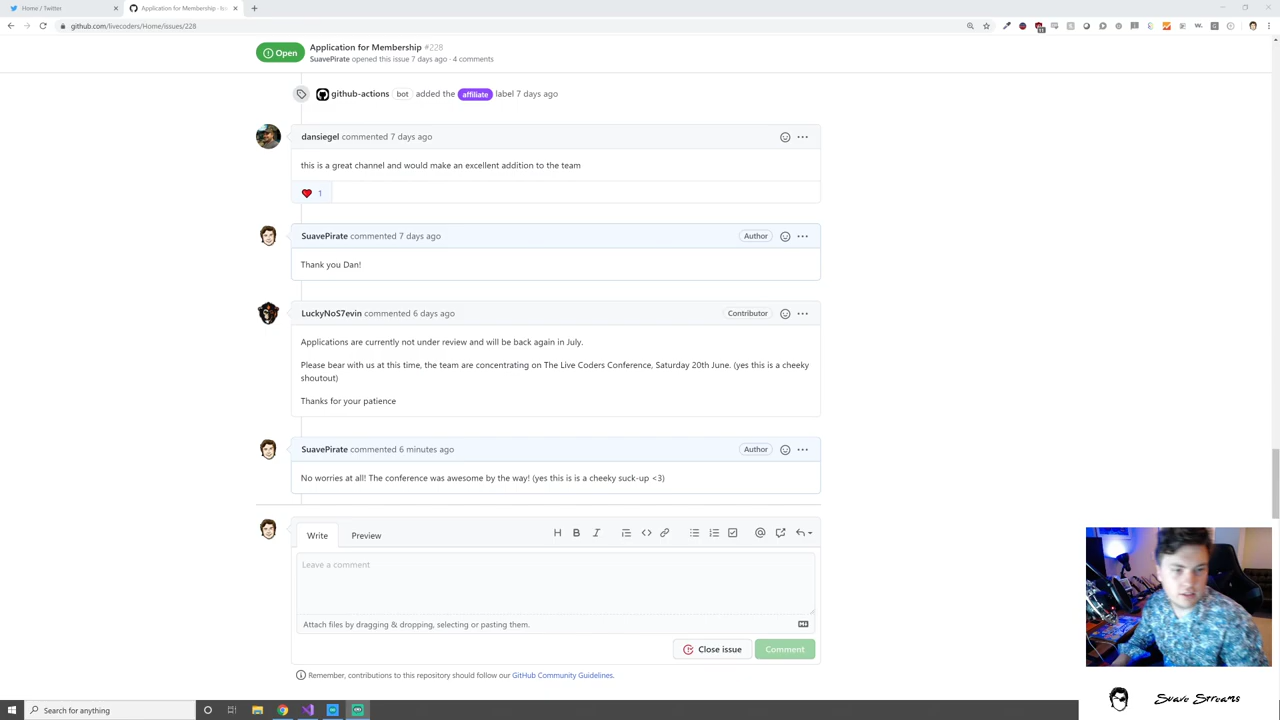 Home / Twitter
Application for Membership · Iss
github.com/livecoders/Home/issues/228
Open
Application for Membership #228
SuavePirate opened this issue 7 days ago · 4 comments
github-actions bot added the affiliate label 7 days ago
dansiegel commented 7 days ago
this is a great channel and would make an excellent addition to the team
1
SuavePirate commented 7 days ago
Author
Thank you Dan!
LuckyNoS7evin commented 6 days ago
Contributor
Applications are currently not under review and will be back again in July.
Please bear with us at this time, the team are concentrating on The Live Coders Conference, Saturday 20th June. (yes this is a cheeky
shoutout)
Thanks for your patience
SuavePirate commented 6 minutes ago
Author
No worries at all! The conference was awesome by the way! (yes this is is a cheeky suck-up <3)
Write
Preview
Leave a comment
Attach files by dragging & dropping, selecting or pasting them.
Close issue
Comment
Remember, contributions to this repository should follow our GitHub Community Guidelines.
Search for anything
Suave Streams